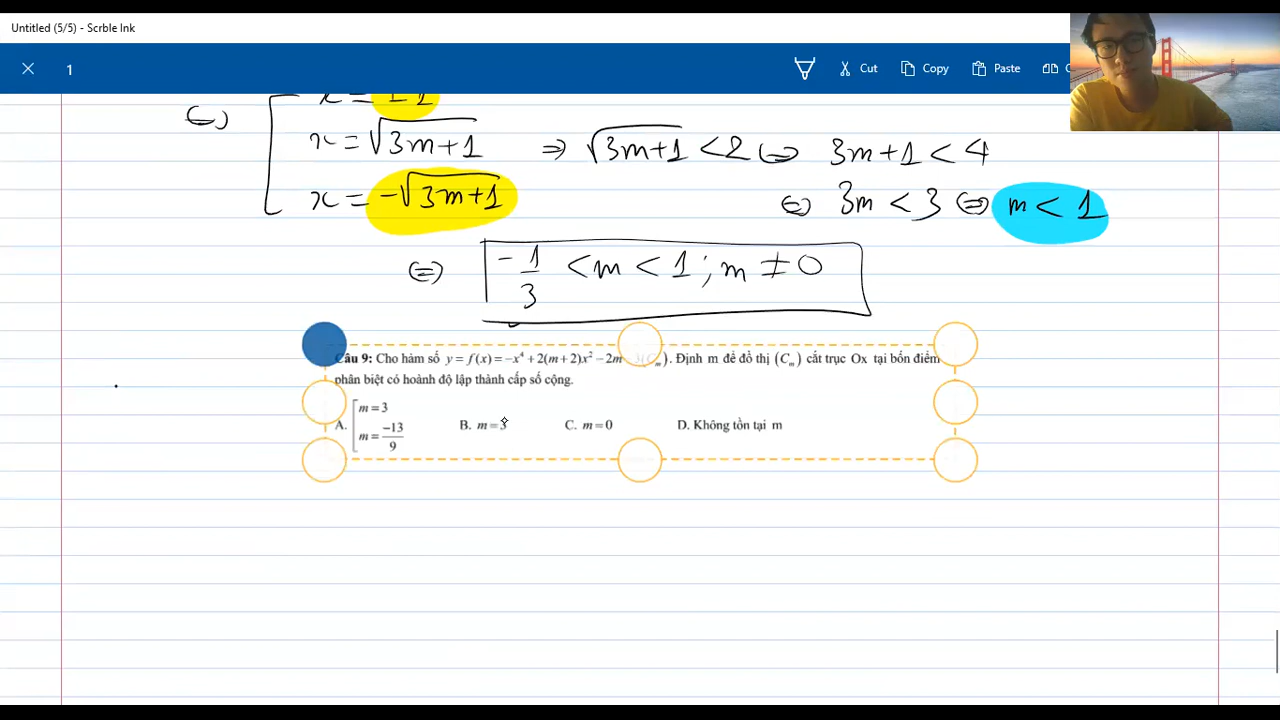 Untitled (5/5) - Scrble Ink
1
Cut
Copy
Paste
x = ±1
⇔
x = √3m+1 ⇒ √3m+1 < 2 ⇔ 3m+1 < 4
x = -√3m+1 ⇔ 3m < 3 ⇔ m < 1
⇔ -1/3 < m < 1 ; m ≠ 0
Câu 9: Cho hàm số y = f(x) = -x⁴ + 2(m+2)x² - 2m (Cₘ). Định m để đồ thị (Cₘ) cắt trục Ox tại bốn điểm
phân biệt có hoành độ lập thành cấp số cộng.
A. [m = 3; m = -13/9 B. m = 3 C. m = 0 D. Không tồn tại m